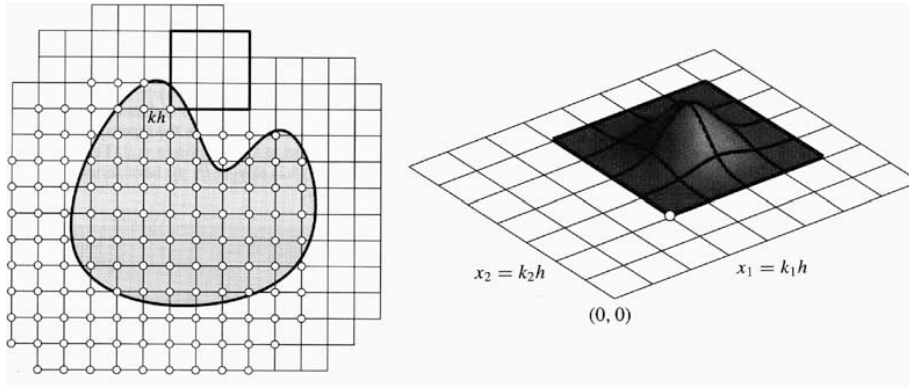 kh
x₂ = k₂h
x₁ = k₁h
(0, 0)